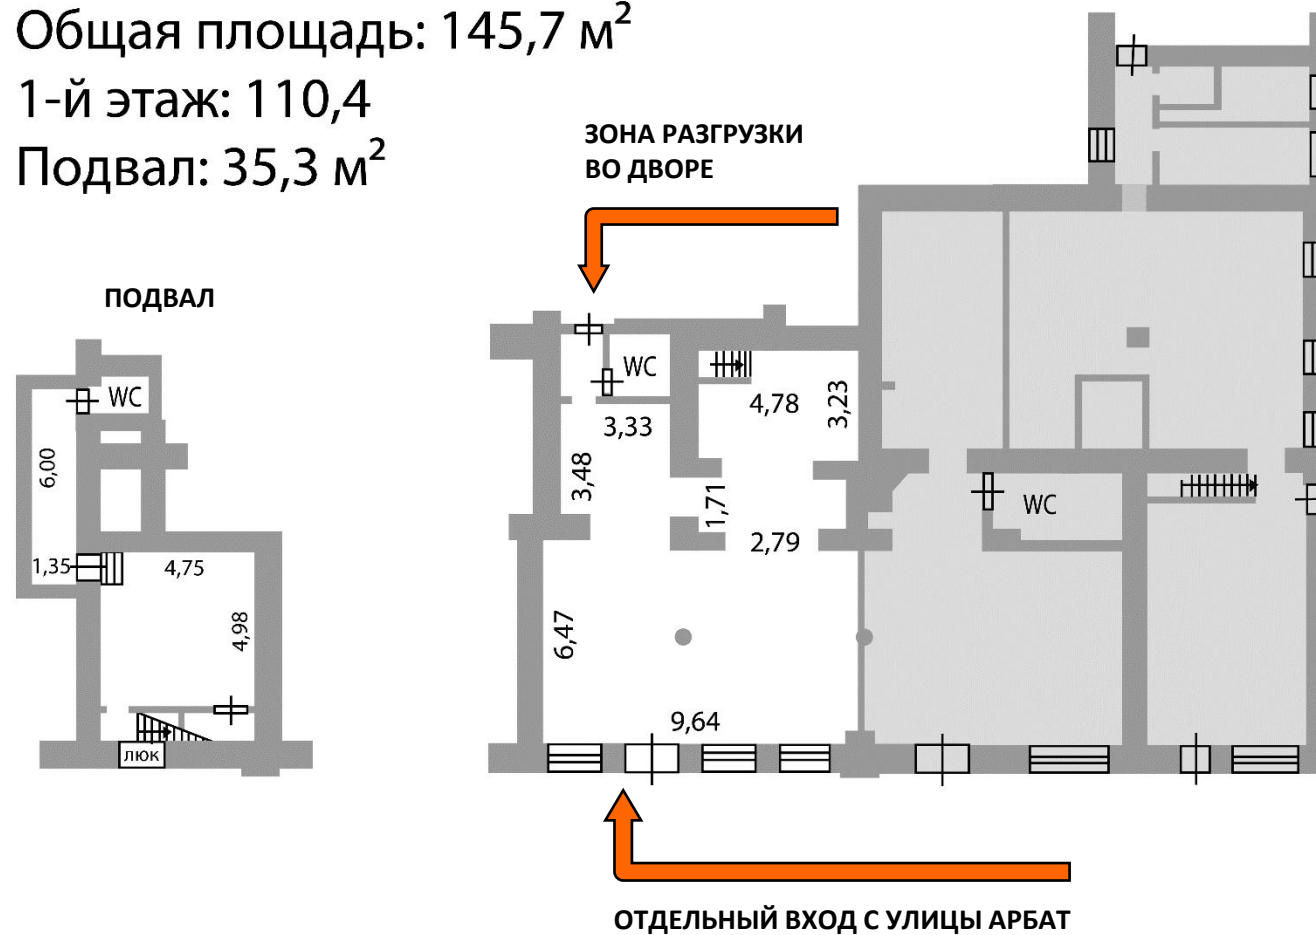 Общая площадь: 145,7 м²
1-й этаж: 110,4
Подвал: 35,3 м²
ЗОНА РАЗГРУЗКИ
ВО ДВОРЕ
ПОДВАЛ
WC
6,00
1,35
4,75
4,98
ЛЮК
WC
3,33
4,78
3,23
3,48
1,71
2,79
6,47
9,64
WC
ОТДЕЛЬНЫЙ ВХОД С УЛИЦЫ АРБАТ